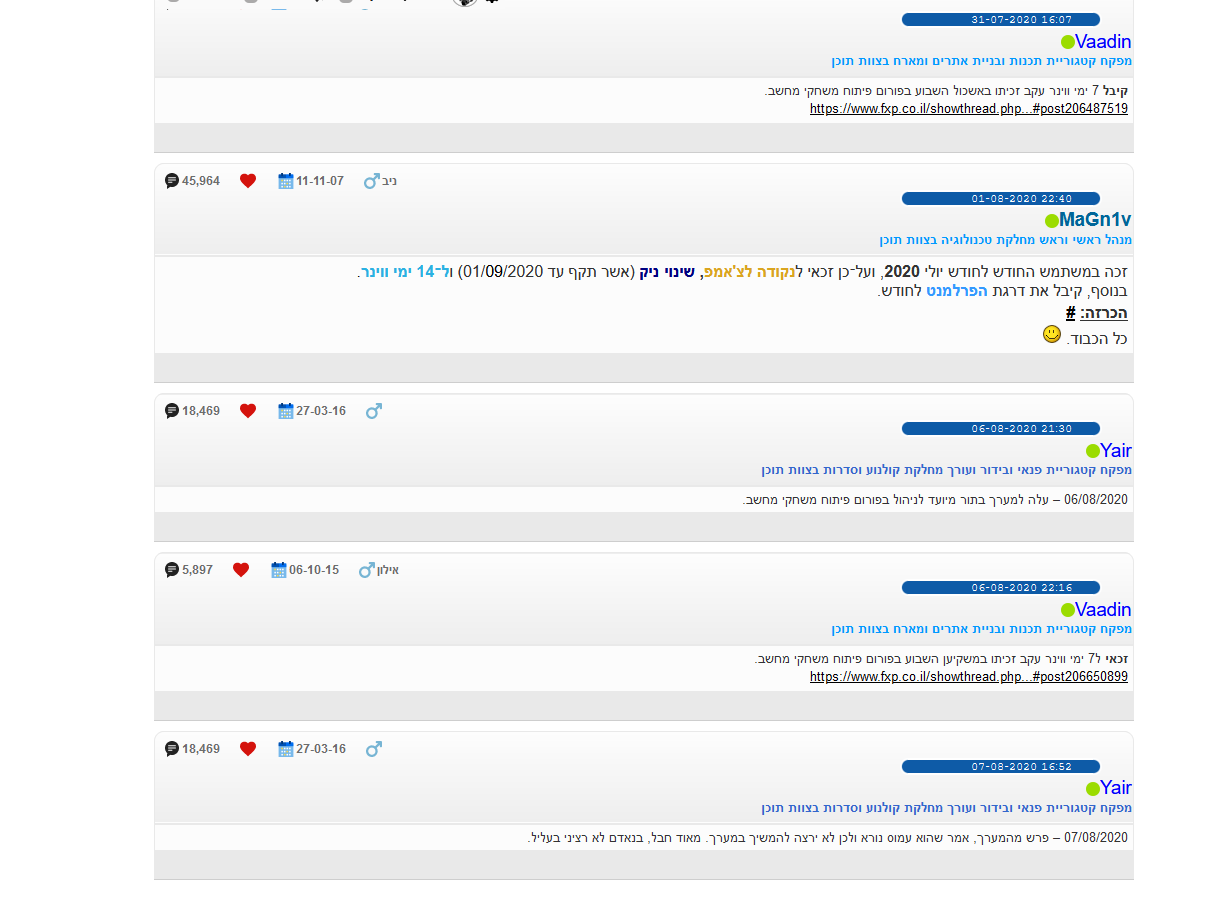 31-07-2020 16:07
Vaadin
מפקח קטגוריית תכנות ובניית אתרים ומארח בצוות תוכן
קיבל 7 ימי ווינר עקב זכיתו באשכול השבוע בפורום פיתוח משחקי מחשב.
https://www.fxp.co.il/showthread.php...#post206487519
45,964 11-11-07 ניב
01-08-2020 22:40
MaGn1v
מנהל ראשי וראש מחלקת טכנולוגיה בצוות תוכן
זכה במשתמש החודש לחודש יולי 2020, ועל־כן זכאי לנקודה לצ'אמפ, שינוי ניק (אשר תקף עד 01/09/2020) ול־14 ימי ווינר.
בנוסף, קיבל את דרגת הפרלמנט לחודש.
הכרזה: #
כל הכבוד.
18,469 27-03-16
06-08-2020 21:30
Yair
מפקח קטגוריית פנאי ובידור ועורך מחלקת קולנוע וסדרות בצוות תוכן
06/08/2020 – עלה למערך בתור מיועד לניהול בפורום פיתוח משחקי מחשב.
5,897 06-10-15 אילון
06-08-2020 22:16
Vaadin
מפקח קטגוריית תכנות ובניית אתרים ומארח בצוות תוכן
זכאי ל7 ימי ווינר עקב זכיתו במשקיען השבוע בפורום פיתוח משחקי מחשב.
https://www.fxp.co.il/showthread.php...#post206650899
18,469 27-03-16
07-08-2020 16:52
Yair
מפקח קטגוריית פנאי ובידור ועורך מחלקת קולנוע וסדרות בצוות תוכן
07/08/2020 – פרש מהמערך, אמר שהוא עמוס נורא ולכן לא ירצה להמשיך במערך. מאוד חבל, בנאדם לא רציני בעליל.